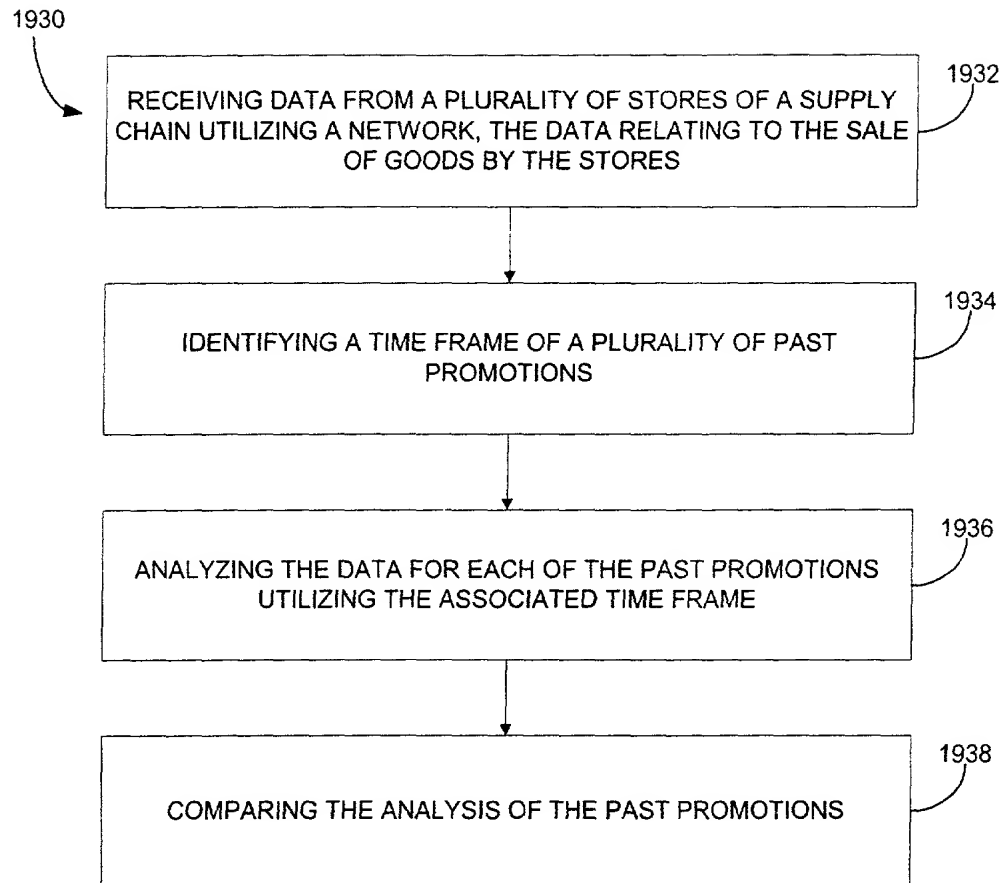 1930
1932
RECEIVING DATA FROM A PLURALITY OF STORES OF A SUPPLY
CHAIN UTILIZING A NETWORK, THE DATA RELATING TO THE SALE
OF GOODS BY THE STORES
1934
IDENTIFYING A TIME FRAME OF A PLURALITY OF PAST
PROMOTIONS
1936
ANALYZING THE DATA FOR EACH OF THE PAST PROMOTIONS
UTILIZING THE ASSOCIATED TIME FRAME
1938
COMPARING THE ANALYSIS OF THE PAST PROMOTIONS